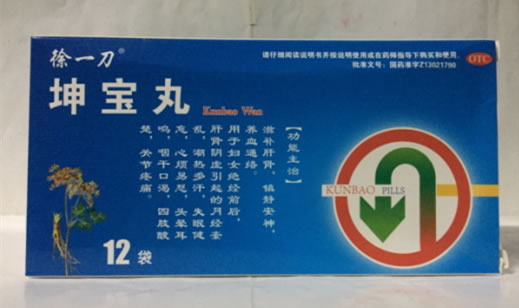 徐一刀®
请仔细阅读说明书并按说明使用或在药师指导下购买和使用。
批准文号:国药准字Z13021790
OTC
坤宝丸
Kunbao Wan
【功能主治】
滋补肝肾,镇静安神,
养血通络。
用于妇女绝经前后,
肝肾阴虚引起的月经紊
乱,潮热多汗,失眠健
忘,心烦易怒,头晕耳
鸣,咽干口渴,四肢酸
楚,关节疼痛。
KUNBAO PILLS
12袋